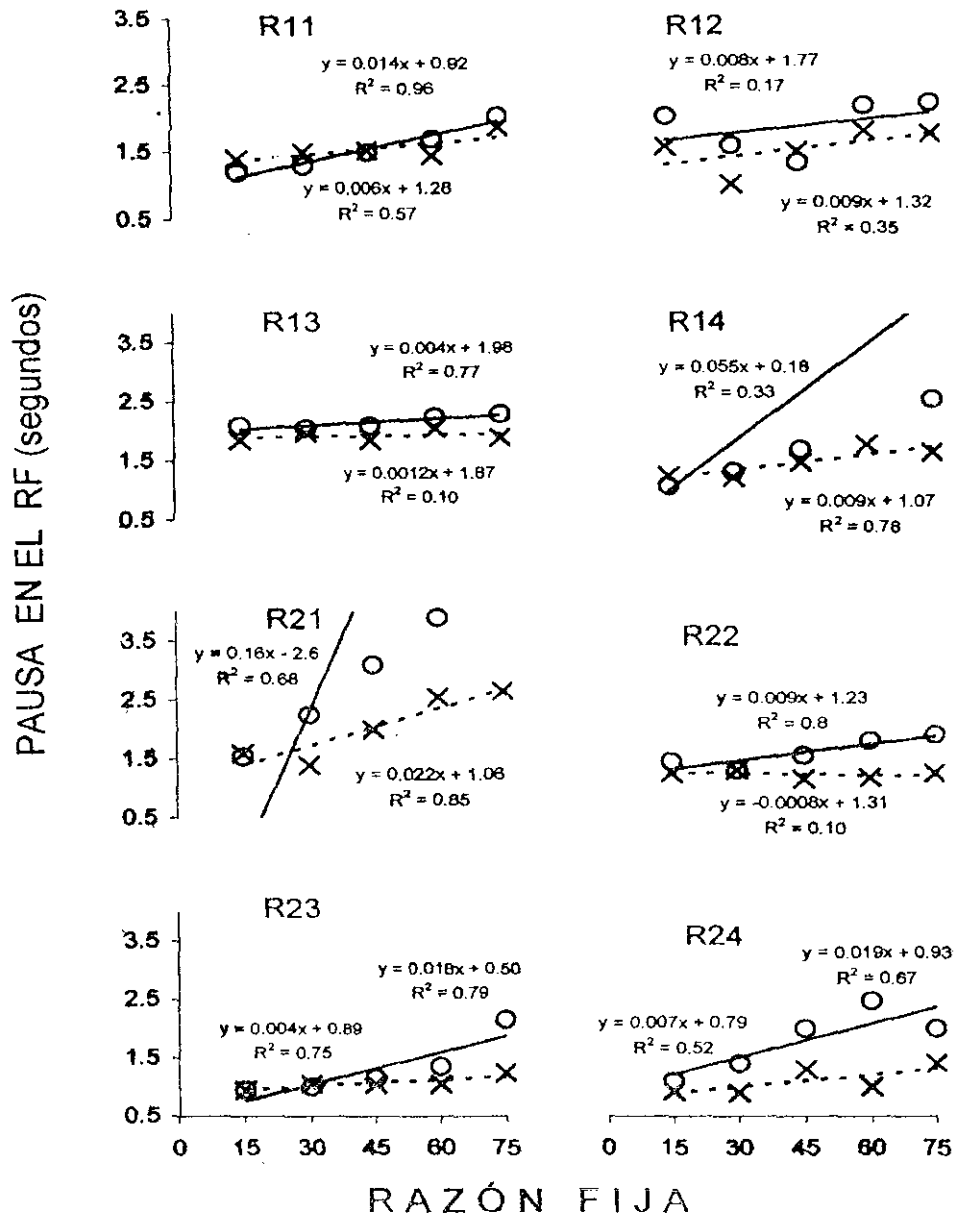 PAUSA EN EL RF (segundos)
R11
3.5
2.5
1.5
0.5
y = 0.014x + 0.92
R² = 0.96
y = 0.006x + 1.28
R² = 0.57
R12
y = 0.008x + 1.77
R² = 0.17
y = 0.009x + 1.32
R² = 0.35
R13
3.5
2.5
1.5
0.5
y = 0.004x + 1.98
R² = 0.77
y = 0.0012x + 1.87
R² = 0.10
R14
y = 0.055x + 0.18
R² = 0.33
y = 0.009x + 1.07
R² = 0.78
R21
3.5
2.5
1.5
0.5
y = 0.16x - 2.6
R² = 0.68
y = 0.022x + 1.06
R² = 0.85
R22
y = 0.009x + 1.23
R² = 0.8
y = -0.0008x + 1.31
R² = 0.10
R23
3.5
2.5
1.5
0.5
y = 0.018x + 0.50
R² = 0.79
y = 0.004x + 0.89
R² = 0.75
0 15 30 45 60 75
R24
y = 0.019x + 0.93
R² = 0.67
y = 0.007x + 0.79
R² = 0.52
0 15 30 45 60 75
RAZÓN FIJA